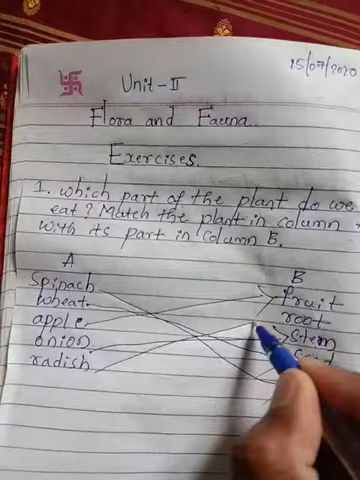 15/07/2020
Unit-II
Flora and Fauna.
Exercises.
1. which part of the plant do we
eat? Match the plant in column
with its part in column B.
A
B
Spinach
wheat.
apple.
onion
radish
fruit
root
stem